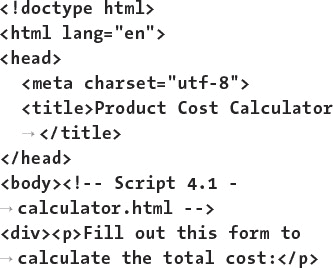 <!doctype html>
<html lang="en">
<head>
  <meta charset="utf-8">
  <title>Product Cost Calculator
  → </title>
</head>
<body><!-- Script 4.1 -
→ calculator.html -->
<div><p>Fill out this form to
→ calculate the total cost:</p>